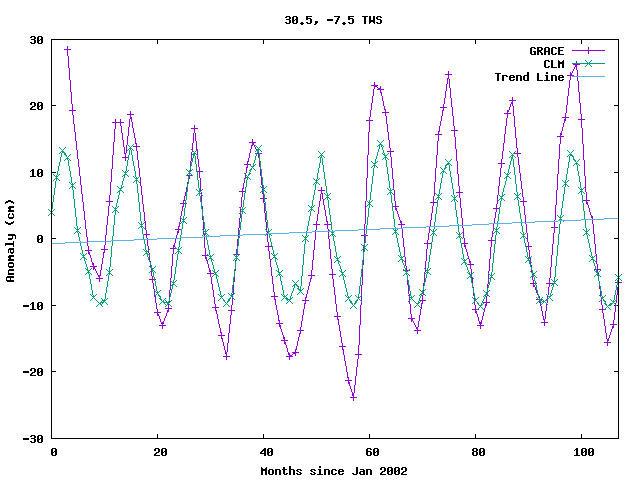 30.5, -7.5 TWS
30
20
10
0
-10
-20
-30
Anomaly (cm)
GRACE
CLM
Trend Line
0 20 40 60 80 100
Months since Jan 2002